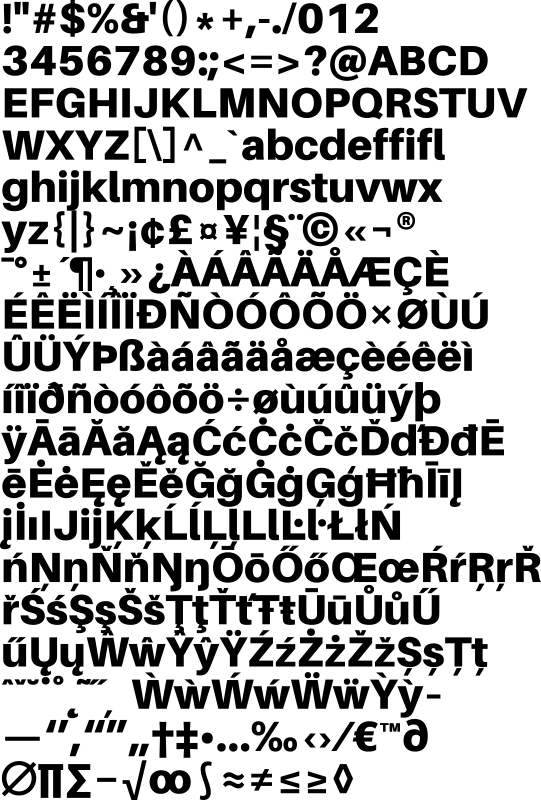 !"#$%&'()*+,-./012
3456789:;<=>?@ABCD
EFGHIJKLMNOPQRSTUV
WXYZ[\]^_`abcdeffifl
ghijklmnopqrstuvwx
yz{|}~¡¢£¤¥¦§¨©«¬®
¯°±´¶·¸»¿ÀÁÂÃÄÅÆÇÈ
ÉÊËÌÍÎÏÐÑÒÓÔÕÖ×ØÙÚ
ÛÜÝÞßàáâãäåæçèéêëì
íîïðñòóôõö÷øùúûüýþ
ÿĀāĂăĄąĆćĊċČčĎďĐđĒ
ēĖėĘęĚěĞğĠġĢģĦħĪīĮ
įİıĲĳĶķĹĺĻļĽľĿŀŁłŃ
ńŅņŇňŊŋŌōŐőŒœŔŕŖŗŘ
řŚśŞşŠšŢţŤťŦŧŪūŮůŰ
űŲųŴŵŶŷŸŹźŻżŽžȘșȚț
ˆˇ˘˙˚˛˜˝ẀẁẂẃẄẅỲỳ–
—“”‚“”„†‡•…‰‹›⁄€™∂
∅∏∑−√∞∫≈≠≤≥◊